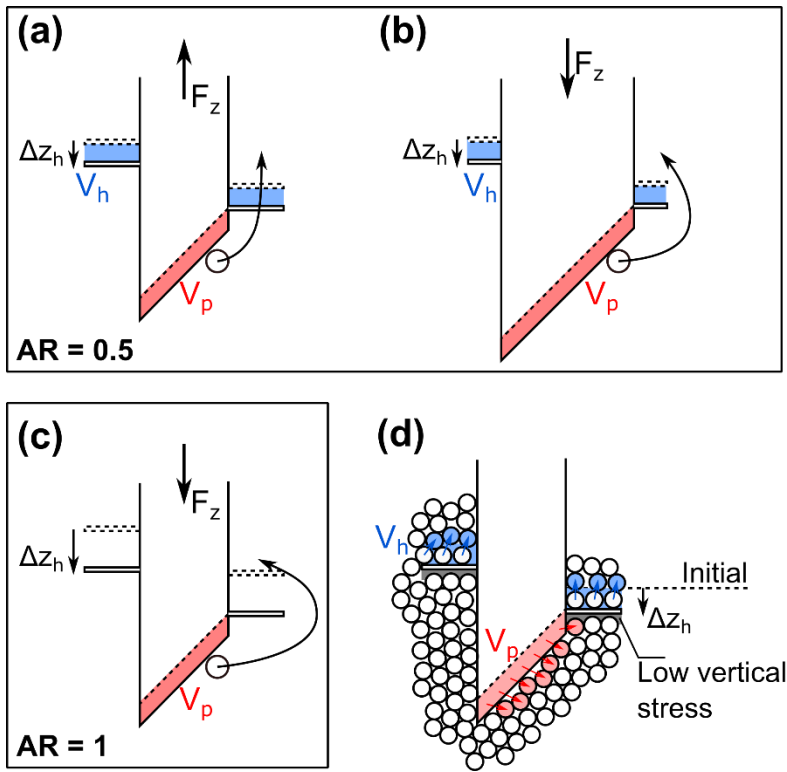 (a)
F_z
Δz_h
V_h
V_p
AR = 0.5
(b)
F_z
Δz_h
V_h
V_p
(c)
F_z
Δz_h
V_p
AR = 1
(d)
V_h
Initial
Δz_h
V_p
Low vertical
stress